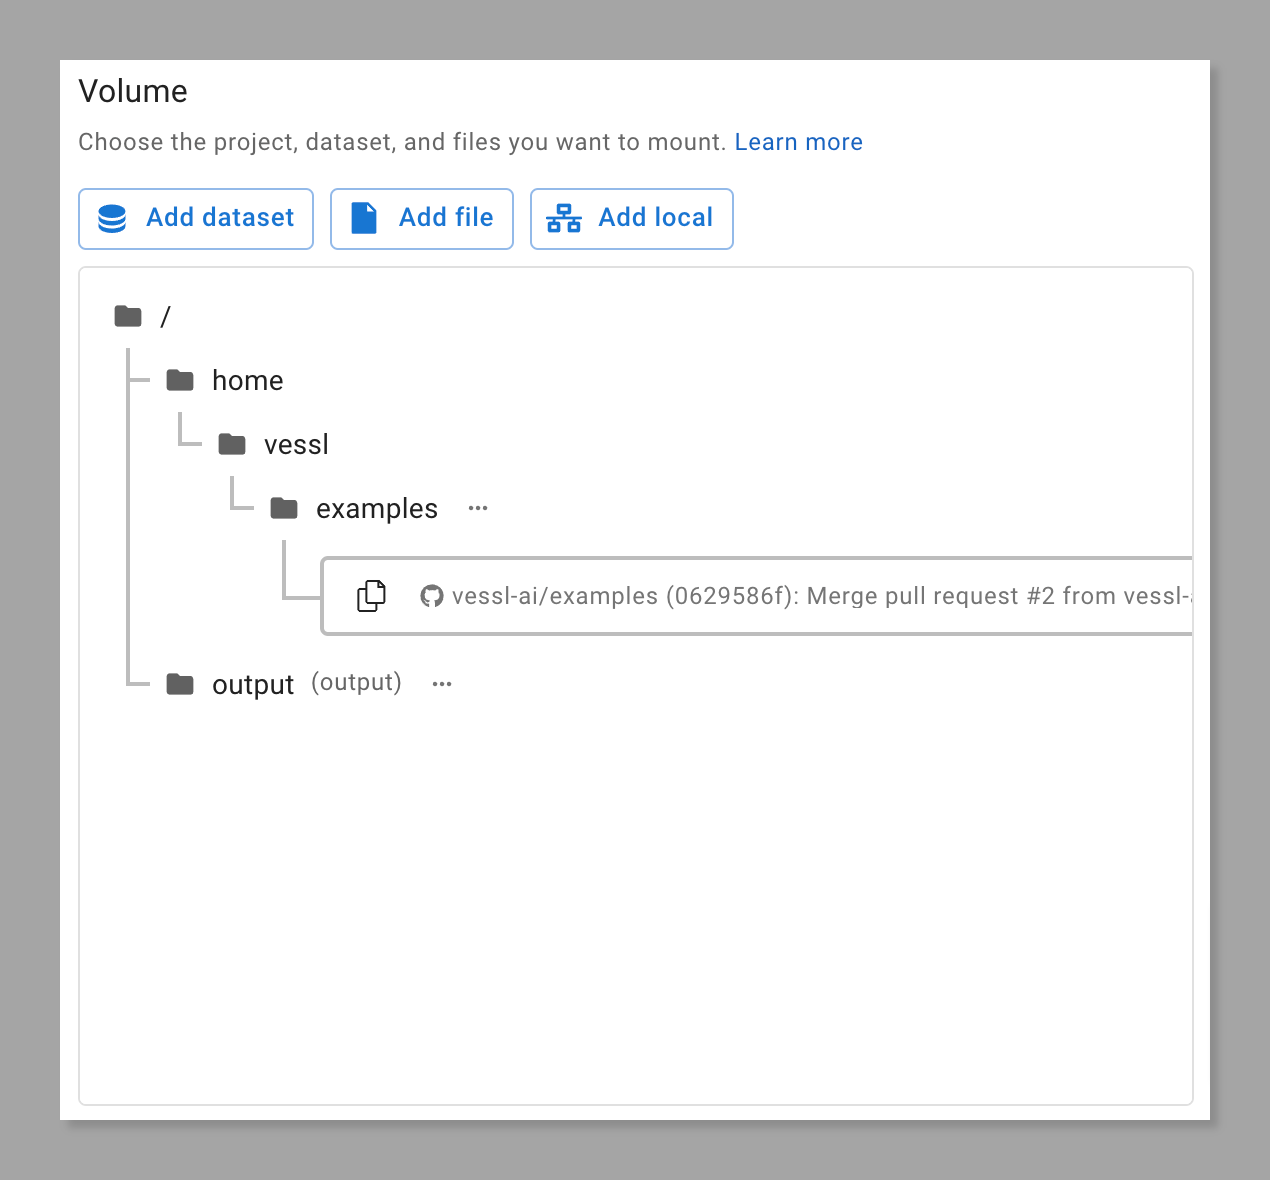 Volume
Choose the project, dataset, and files you want to mount. Learn more
Add dataset Add file Add local
/
home
vessl
examples ...
vessl-ai/examples (0629586f): Merge pull request #2 from vessl-
output (output) ...